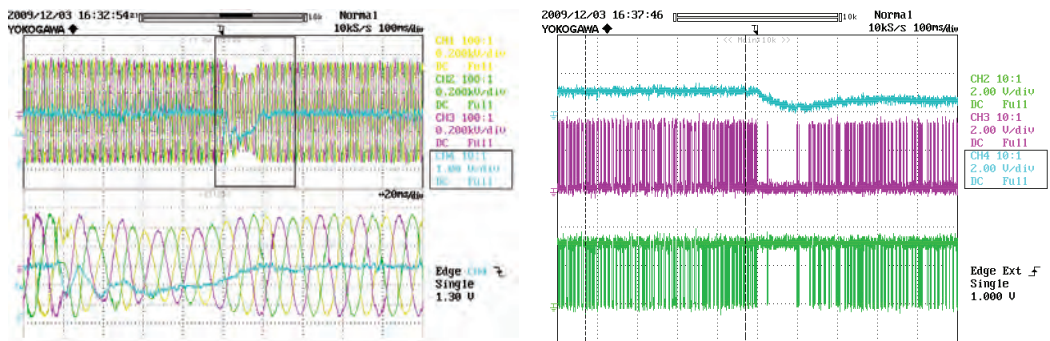 2009/12/03 16:32:54
10k
Normal
YOKOGAWA
10kS/s 100ms/div
CH1 100:1
0.200kV/div
DC Full
CH2 100:1
0.200kV/div
DC Full
CH3 100:1
0.200kV/div
DC Full
CH4 10:1
1.00 V/div
DC Full
20ms/div
Edge CH4
Single
1.30 V
2009/12/03 16:37:46
10k
Normal
YOKOGAWA
10kS/s 100ms/div
<< Main:10k >>
CH2 10:1
2.00 V/div
DC Full
CH3 10:1
2.00 V/div
DC Full
CH4 10:1
2.00 V/div
DC Full
Edge Ext
Single
1.000 V